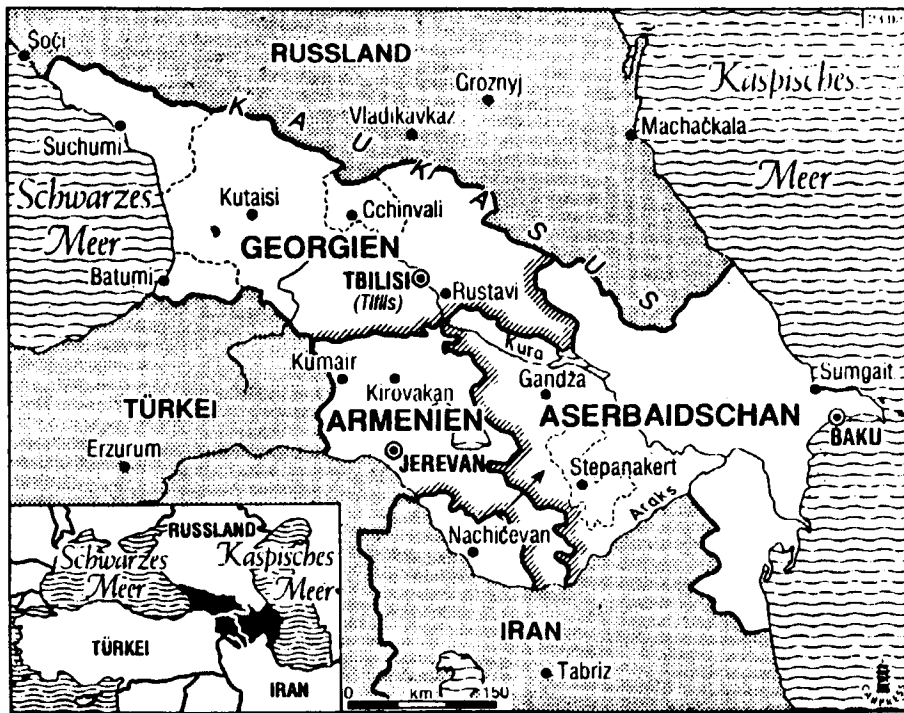 Soči
RUSSLAND
Groznyj
Kaspisches
Meer
KAUKASUS
Vladikavkaz
Machačkala
Suchumi
Schwarzes
Meer
Kutaisi
Cchinvali
GEORGIEN
Batumi
TBILISI
(Tiflis)
Rustavi
Kura
Kumairi
Kirovakan
Gandža
Sumgait
TÜRKEI
ARMENIEN
ASERBAIDSCHAN
BAKU
Erzurum
JEREVAN
Stepanakert
Araks
Nachičevan
IRAN
Tabriz
0 km 150
RUSSLAND
Schwarzes
Meer
Kaspisches
Meer
TÜRKEI
IRAN